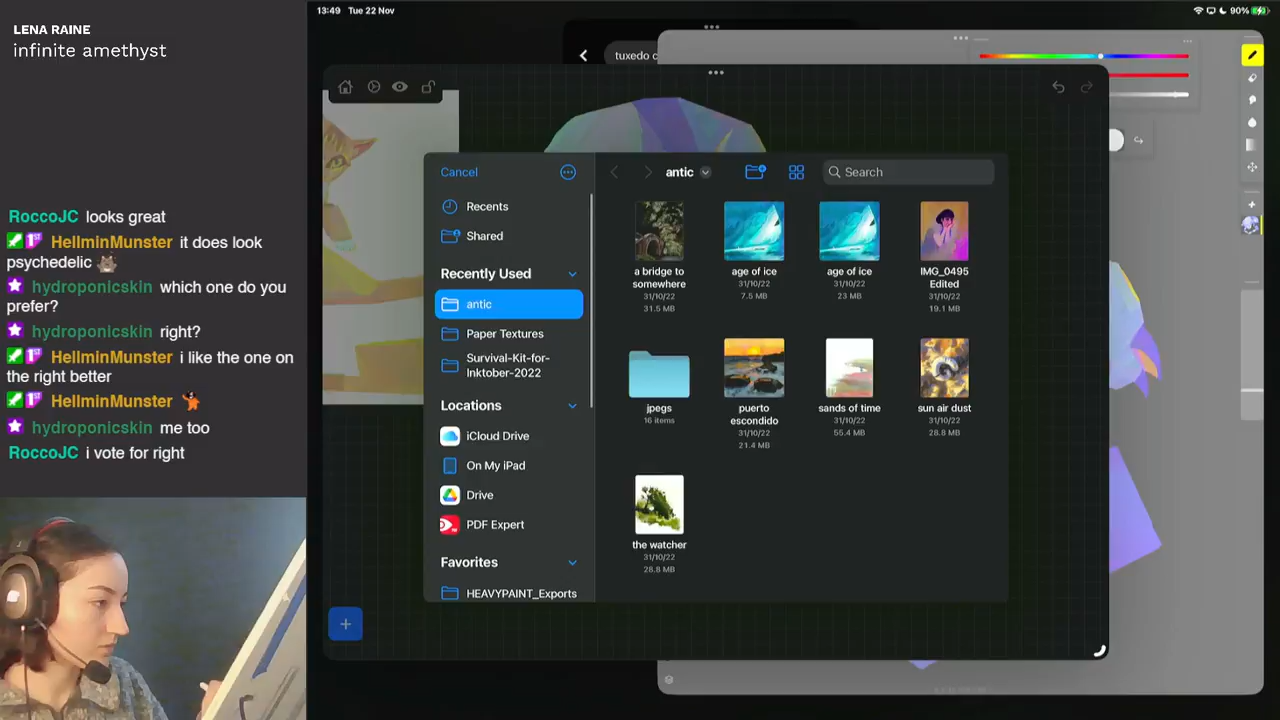 LENA RAINE
infinite amethyst
RoccoJC looks great
HellminMunster it does look
psychedelic
hydroponicskin which one do you
prefer?
hydroponicskin right?
HellminMunster i like the one on
the right better
HellminMunster
hydroponicskin me too
RoccoJC i vote for right
13:49 Tue 22 Nov
90%
tuxedo c
Cancel
Recents
Shared
Recently Used
antic
Paper Textures
Survival-Kit-for-
Inktober-2022
Locations
iCloud Drive
On My iPad
Drive
PDF Expert
Favorites
HEAVYPAINT_Exports
antic
Search
a bridge to
somewhere
31/10/22
31.5 MB
age of ice
31/10/22
7.5 MB
age of ice
31/10/22
23 MB
IMG_0495
Edited
31/10/22
19.1 MB
jpegs
16 items
puerto
escondido
31/10/22
21.4 MB
sands of time
31/10/22
55.4 MB
sun air dust
31/10/22
28.8 MB
the watcher
31/10/22
28.8 MB